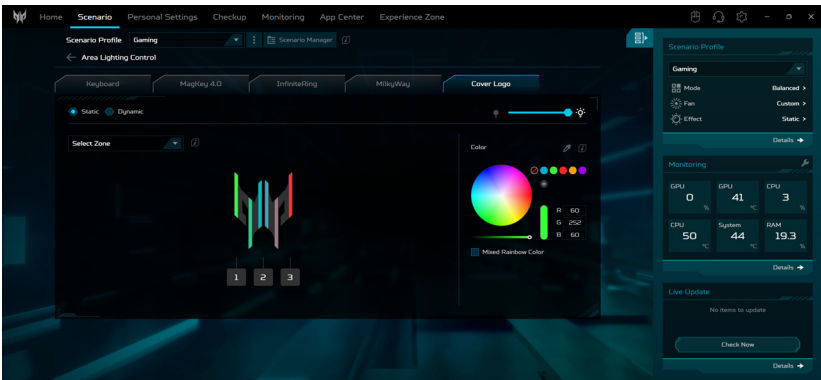 Home Scenario Personal Settings Checkup Monitoring App Center Experience Zone
Scenario Profile Gaming Scenario Manager
Area Lighting Control
Keyboard MagKey 4.0 InfiniteRing MilkyWay Cover Logo
Static Dynamic
Select Zone
1 2 3
Color
R 60
G 252
B 60
Mixed Rainbow Color
Scenario Profile
Gaming
Mode Balanced >
Fan Custom >
Effect Static >
Details
Monitoring
GPU GPU CPU
0 % 41 °C 3 %
CPU System RAM
50 °C 44 °C 19.3 %
Details
Live Update
No items to update
Check Now
Details